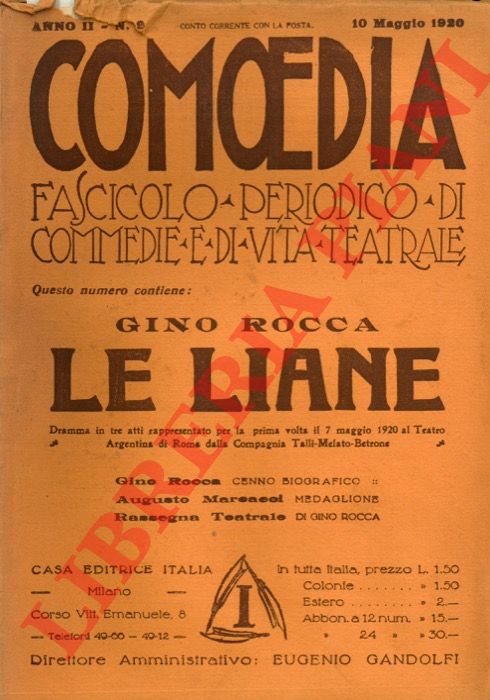 ANNO II - N. 9
CONTO CORRENTE CON LA POSTA.
10 Maggio 1920
COMŒDIA
FASCICOLO · PERIODICO · DI
COMMEDIE · E · DI · VITA · TEATRALE
Questo numero contiene:
GINO ROCCA
LE LIANE
Dramma in tre atti rappresentato per la prima volta il 7 maggio 1920 al Teatro
Argentina di Roma dalla Compagnia Talli-Melato-Betrone
Gino Rocca CENNO BIOGRAFICO ::
Augusto Marcacci MEDAGLIONE
Rassegna Teatrale DI GINO ROCCA
CASA EDITRICE ITALIA
— MILANO —
Corso Vitt. Emanuele, 8
— Telefoni 49-66 - 49-12 —
I
In tutta Italia, prezzo L. 1.50
Colonie . . . . . . . » 1.50
Estero . . . . . . . » 2.—
Abbon. a 12 num. » 15.—
» 24 » » 30.—
Direttore Amministrativo: EUGENIO GANDOLFI
LIBRERIA PIANI